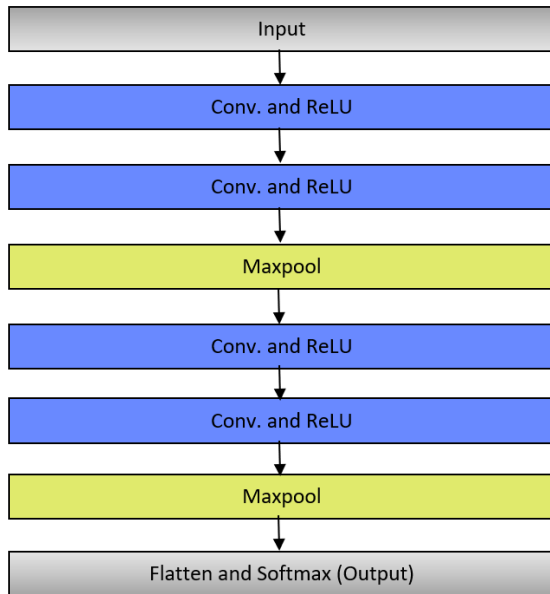 Input
Conv. and ReLU
Conv. and ReLU
Maxpool
Conv. and ReLU
Conv. and ReLU
Maxpool
Flatten and Softmax (Output)